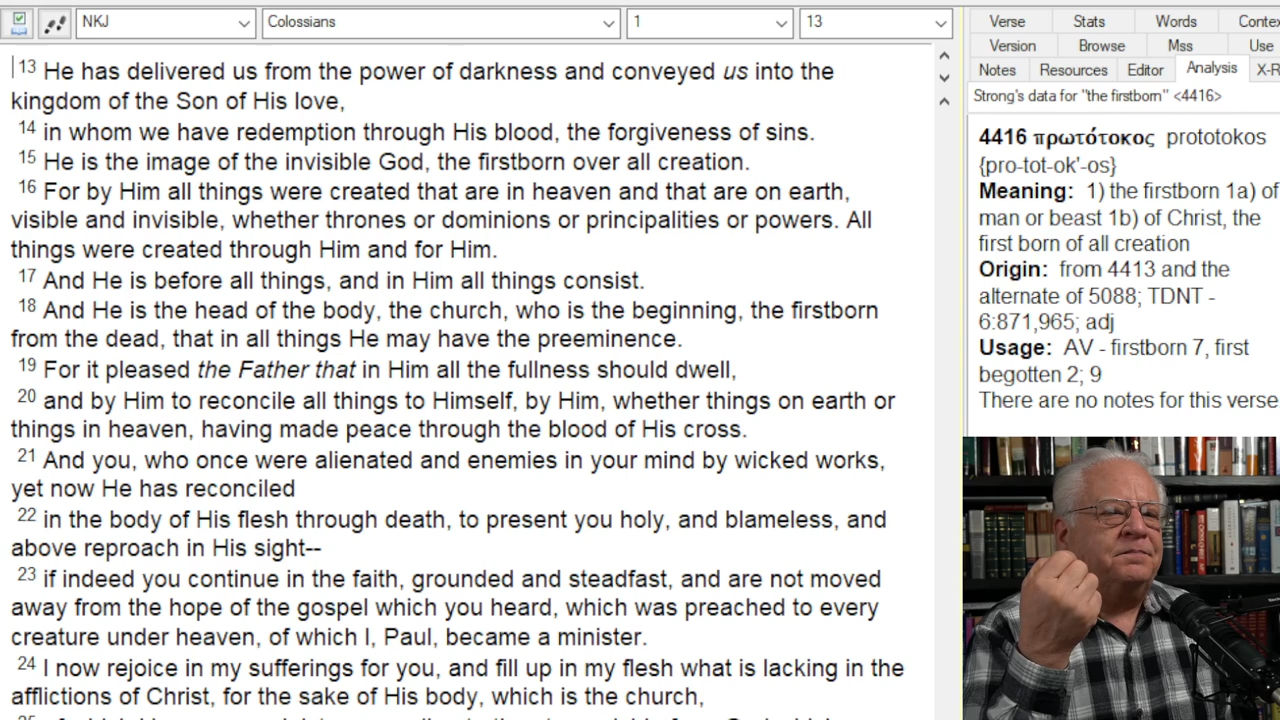 NKJ Colossians 1 13
13 He has delivered us from the power of darkness and conveyed us into the
kingdom of the Son of His love,
14 in whom we have redemption through His blood, the forgiveness of sins.
15 He is the image of the invisible God, the firstborn over all creation.
16 For by Him all things were created that are in heaven and that are on earth,
visible and invisible, whether thrones or dominions or principalities or powers. All
things were created through Him and for Him.
17 And He is before all things, and in Him all things consist.
18 And He is the head of the body, the church, who is the beginning, the firstborn
from the dead, that in all things He may have the preeminence.
19 For it pleased the Father that in Him all the fullness should dwell,
20 and by Him to reconcile all things to Himself, by Him, whether things on earth or
things in heaven, having made peace through the blood of His cross.
21 And you, who once were alienated and enemies in your mind by wicked works,
yet now He has reconciled
22 in the body of His flesh through death, to present you holy, and blameless, and
above reproach in His sight--
23 if indeed you continue in the faith, grounded and steadfast, and are not moved
away from the hope of the gospel which you heard, which was preached to every
creature under heaven, of which I, Paul, became a minister.
24 I now rejoice in my sufferings for you, and fill up in my flesh what is lacking in the
afflictions of Christ, for the sake of His body, which is the church,
Verse Stats Words Contex
Version Browse Mss Use
Notes Resources Editor Analysis X-R
Strong's data for "the firstborn" <4416>
4416 πρωτότοκος prototokos
{pro-tot-ok'-os}
Meaning: 1) the firstborn 1a) of
man or beast 1b) of Christ, the
first born of all creation
Origin: from 4413 and the
alternate of 5088; TDNT -
6:871,965; adj
Usage: AV - firstborn 7, first
begotten 2; 9
There are no notes for this verse